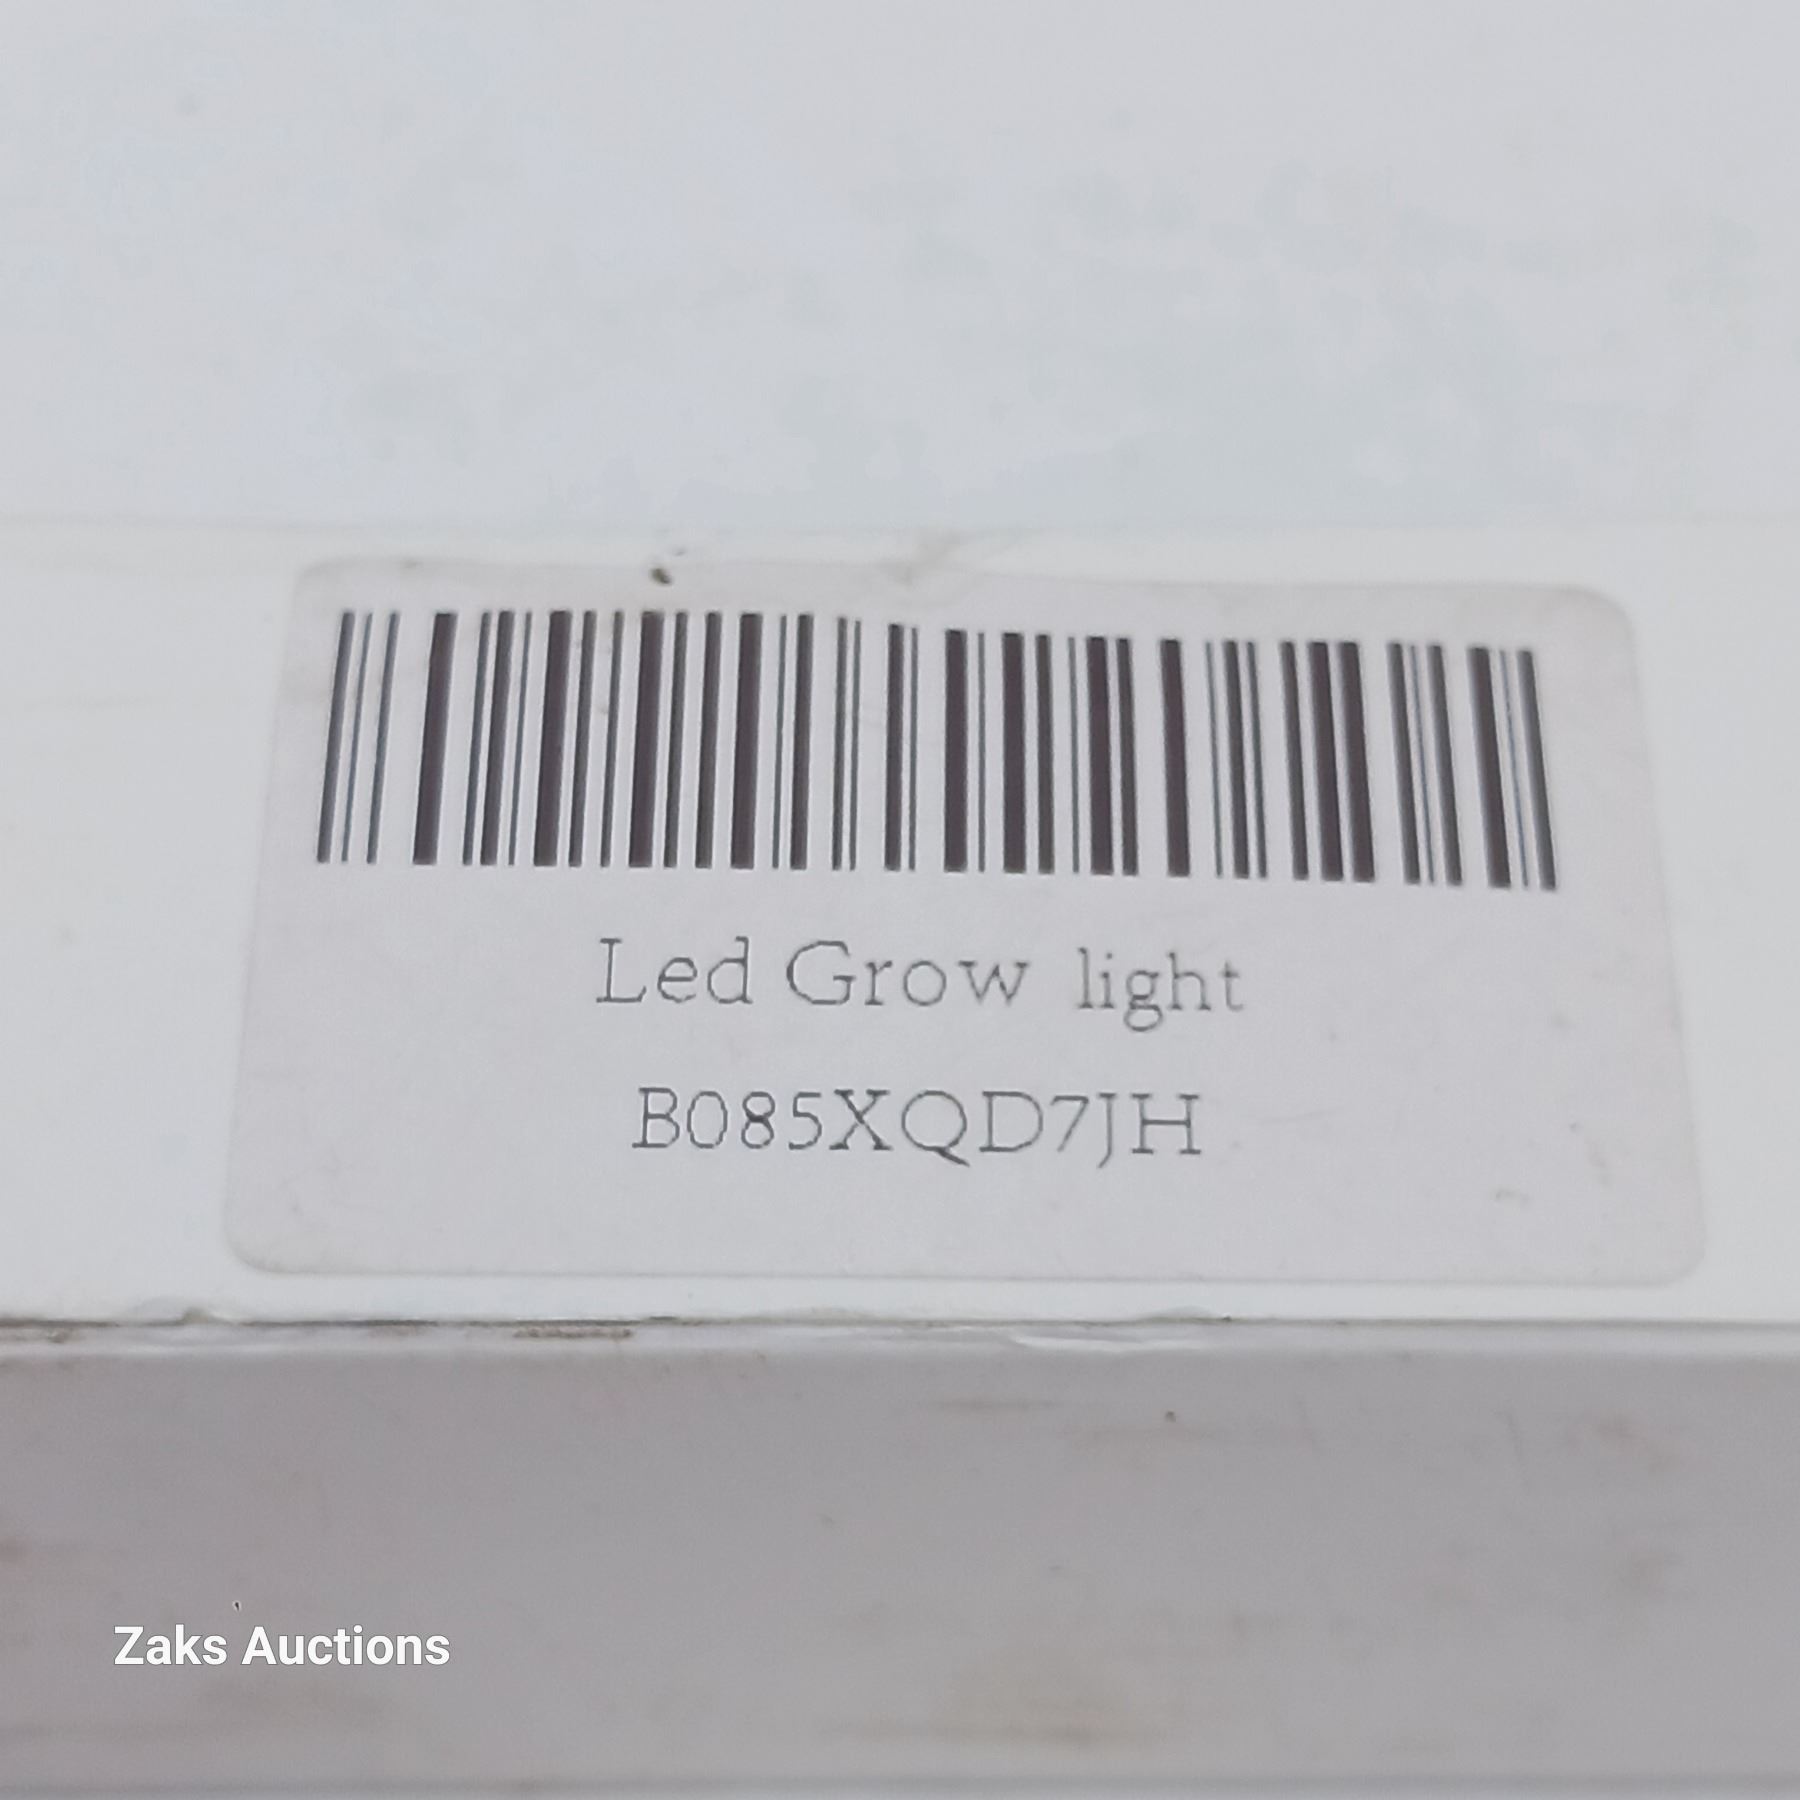 Led Grow light
B085XQD7JH
Zaks Auctions